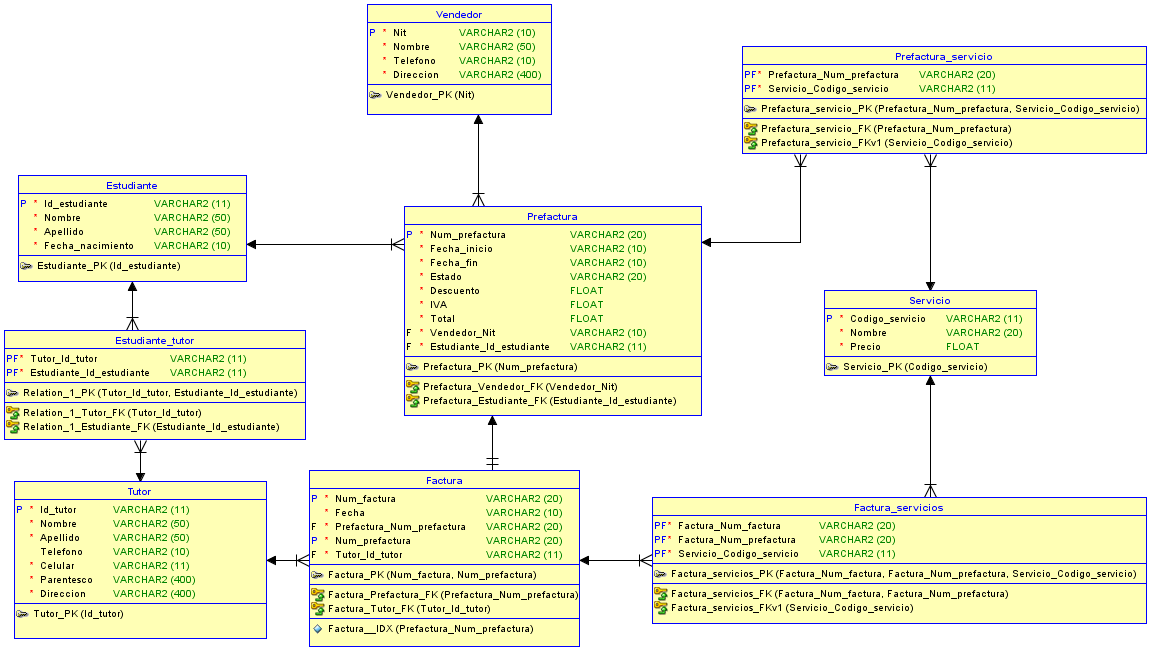 Vendedor
P * Nit VARCHAR2 (10)
* Nombre VARCHAR2 (50)
* Telefono VARCHAR2 (10)
* Direccion VARCHAR2 (400)
Vendedor_PK (Nit)
Prefactura_servicio
PF* Prefactura_Num_prefactura VARCHAR2 (20)
PF* Servicio_Codigo_servicio VARCHAR2 (11)
Prefactura_servicio_PK (Prefactura_Num_prefactura, Servicio_Codigo_servicio)
Prefactura_servicio_FK (Prefactura_Num_prefactura)
Prefactura_servicio_FKv1 (Servicio_Codigo_servicio)
Estudiante
P * Id_estudiante VARCHAR2 (11)
* Nombre VARCHAR2 (50)
* Apellido VARCHAR2 (50)
* Fecha_nacimiento VARCHAR2 (10)
Estudiante_PK (Id_estudiante)
Prefactura
P * Num_prefactura VARCHAR2 (20)
* Fecha_inicio VARCHAR2 (10)
* Fecha_fin VARCHAR2 (10)
* Estado VARCHAR2 (20)
* Descuento FLOAT
* IVA FLOAT
* Total FLOAT
F * Vendedor_Nit VARCHAR2 (10)
F * Estudiante_Id_estudiante VARCHAR2 (11)
Prefactura_PK (Num_prefactura)
Prefactura_Vendedor_FK (Vendedor_Nit)
Prefactura_Estudiante_FK (Estudiante_Id_estudiante)
Servicio
P * Codigo_servicio VARCHAR2 (11)
* Nombre VARCHAR2 (20)
* Precio FLOAT
Servicio_PK (Codigo_servicio)
Estudiante_tutor
PF* Tutor_Id_tutor VARCHAR2 (11)
PF* Estudiante_Id_estudiante VARCHAR2 (11)
Relation_1_PK (Tutor_Id_tutor, Estudiante_Id_estudiante)
Relation_1_Tutor_FK (Tutor_Id_tutor)
Relation_1_Estudiante_FK (Estudiante_Id_estudiante)
Tutor
P * Id_tutor VARCHAR2 (11)
* Nombre VARCHAR2 (50)
* Apellido VARCHAR2 (50)
Telefono VARCHAR2 (10)
* Celular VARCHAR2 (11)
* Parentesco VARCHAR2 (400)
* Direccion VARCHAR2 (400)
Tutor_PK (Id_tutor)
Factura
P * Num_factura VARCHAR2 (20)
* Fecha VARCHAR2 (10)
F * Prefactura_Num_prefactura VARCHAR2 (20)
P * Num_prefactura VARCHAR2 (20)
F * Tutor_Id_tutor VARCHAR2 (11)
Factura_PK (Num_factura, Num_prefactura)
Factura_Prefactura_FK (Prefactura_Num_prefactura)
Factura_Tutor_FK (Tutor_Id_tutor)
Factura__IDX (Prefactura_Num_prefactura)
Factura_servicios
PF* Factura_Num_factura VARCHAR2 (20)
PF* Factura_Num_prefactura VARCHAR2 (20)
PF* Servicio_Codigo_servicio VARCHAR2 (11)
Factura_servicios_PK (Factura_Num_factura, Factura_Num_prefactura, Servicio_Codigo_servicio)
Factura_servicios_FK (Factura_Num_factura, Factura_Num_prefactura)
Factura_servicios_FKv1 (Servicio_Codigo_servicio)